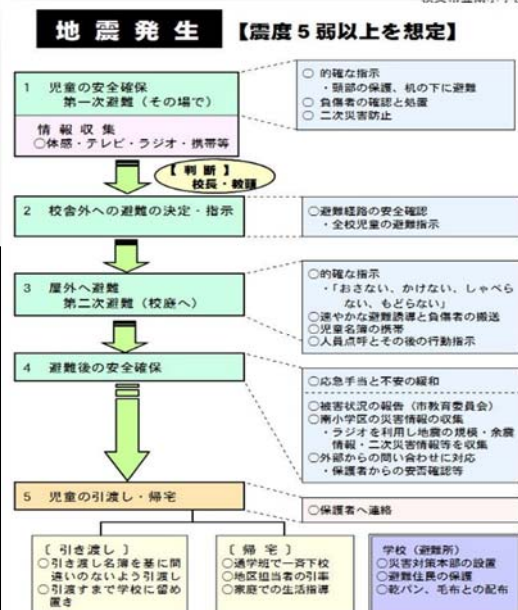 地震発生 【震度5弱以上を想定】
1 児童の安全確保
第一次避難(その場で)
情報収集
○体感・テレビ・ラジオ・携帯等
○ 的確な指示
・頭部の保護、机の下に避難
○ 負傷者の確認と処置
○ 二次災害防止
【判断】
校長・教頭
2 校舎外への避難の決定・指示
○避難経路の安全確認
・全校児童の避難指示
3 屋外へ避難
第二次避難(校庭へ)
○的確な指示
・「おさない、かけない、しゃべら
ない、もどらない」
○速やかな避難誘導と負傷者の搬送
○児童名簿の携帯
○人員点呼とその後の行動指示
4 避難後の安全確保
○応急手当と不安の緩和
○被害状況の報告(市教育委員会)
○南小学区の災害情報の収集
・ラジオを利用し地震の規模・余震
情報・二次災害情報等を収集
○外部からの問い合わせに対応
・保護者からの安否確認等
5 児童の引渡し・帰宅
○保護者へ連絡
〔引き渡し〕
○引き渡し名簿を基に間
違いのないよう引渡し
○引渡すまで学校に留め
置き
〔帰宅〕
○通学班で一斉下校
○地区担当者の引率
○家庭での生活指導
学校(避難所)
○災害対策本部の設置
○避難住民の保護
○乾パン、毛布との配布